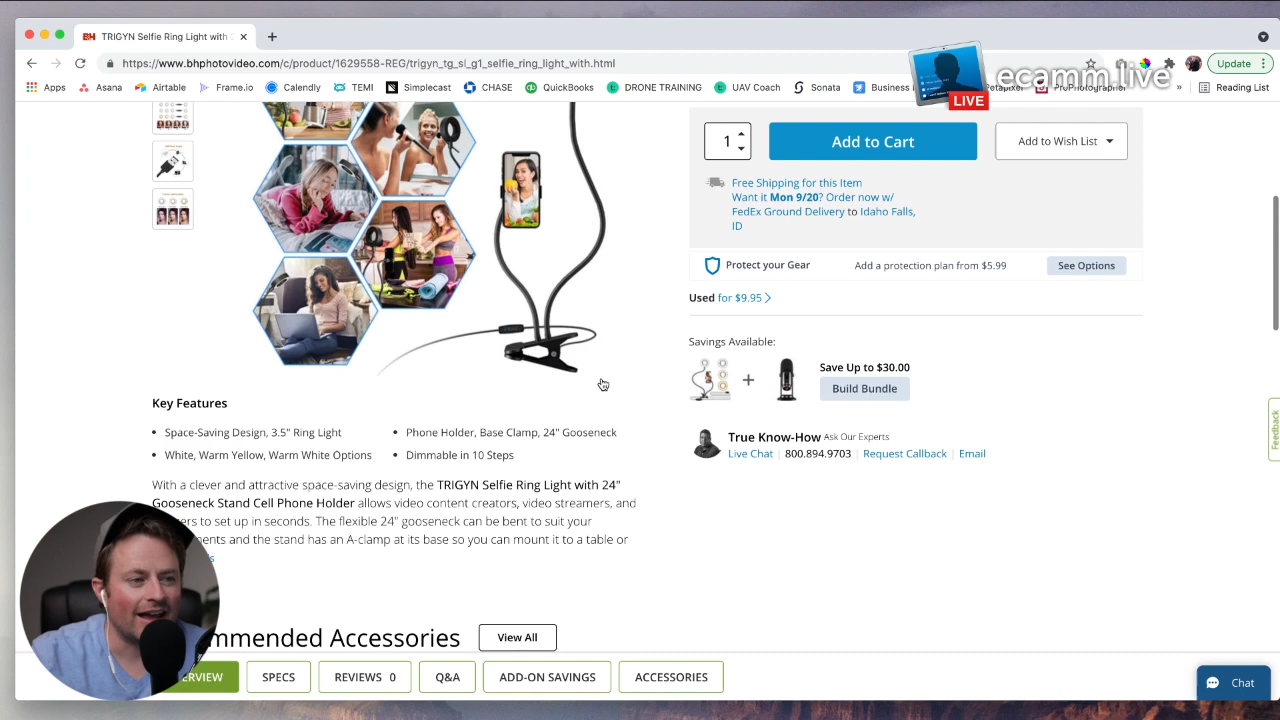 BH TRIGYN Selfie Ring Light with
https://www.bhphotovideo.com/c/product/1629558-REG/trigyn_tg_sl_g1_selfie_ring_light_with.html
Update
Apps
Asana
Airtable
Frame.io
Calendly
TEMI
Simplecast
CHASE
QuickBooks
DRONE TRAINING
UAV Coach
Sonata
Business
Petapixel
ProPhotographer
»
Reading List
ecamm.live
LIVE
1
Add to Cart
Add to Wish List
Free Shipping for this Item
Want it Mon 9/20? Order now w/
FedEx Ground Delivery to Idaho Falls,
ID
Protect your Gear
Add a protection plan from $5.99
See Options
Used for $9.95
Savings Available:
+
Save Up to $30.00
Build Bundle
True Know-How Ask Our Experts
Live Chat | 800.894.9703 | Request Callback | Email
Feedback
Key Features
• Space-Saving Design, 3.5" Ring Light
• Phone Holder, Base Clamp, 24" Gooseneck
• White, Warm Yellow, Warm White Options
• Dimmable in 10 Steps
With a clever and attractive space-saving design, the TRIGYN Selfie Ring Light with 24"
Gooseneck Stand Cell Phone Holder allows video content creators, video streamers, and
to set up in seconds. The flexible 24" gooseneck can be bent to suit your
and the stand has an A-clamp at its base so you can mount it to a table or
mmended Accessories
View All
ERVIEW
SPECS
REVIEWS 0
Q&A
ADD-ON SAVINGS
ACCESSORIES
Chat